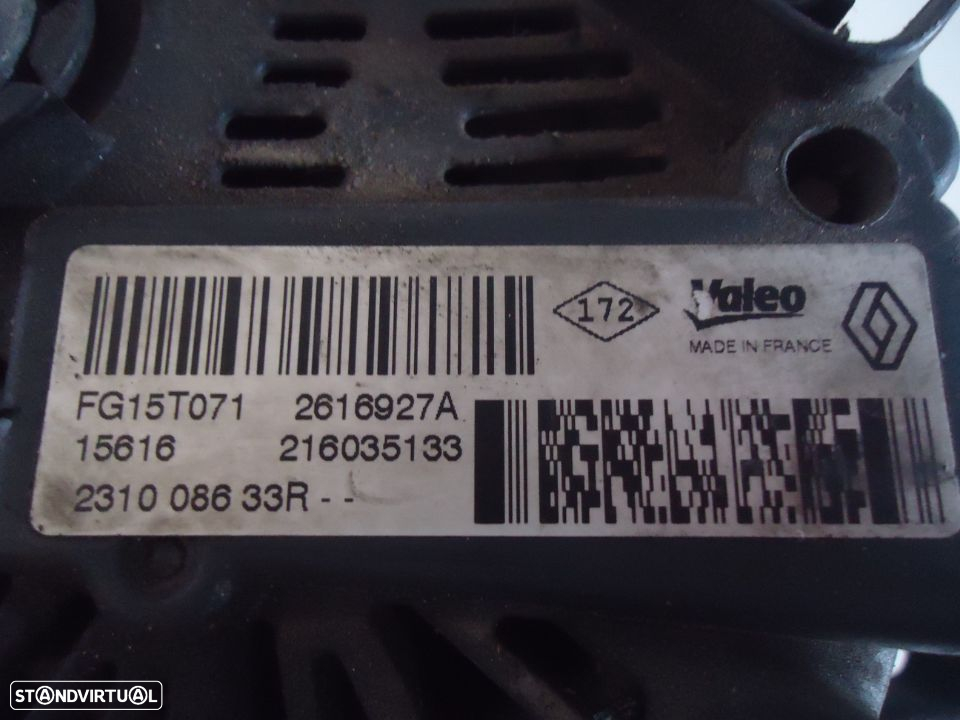 172
Valeo
MADE IN FRANCE
FG15T071 2616927A
15616 216035133
2310 086 33R - -
STANDVIRTUAL